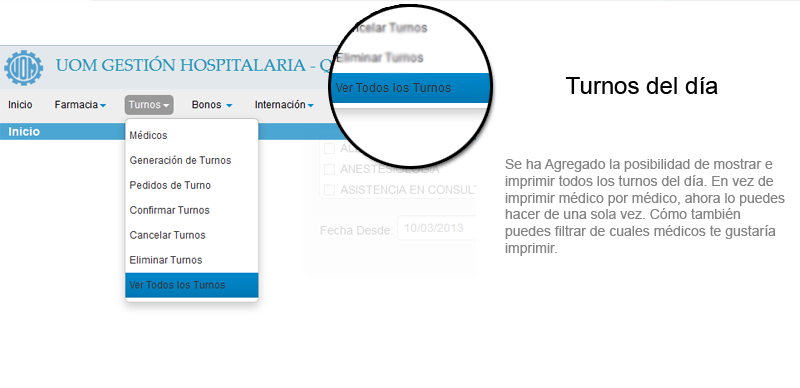 UOM
UOM GESTIÓN HOSPITALARIA - Q
Inicio Farmacia Turnos Bonos Internación
Inicio
Médicos
Generación de Turnos
Pedidos de Turno
Confirmar Turnos
Cancelar Turnos
Eliminar Turnos
Ver Todos los Turnos
ancelar Turnos
Eliminar Turnos
Ver Todos los Turnos
ANESTESIOLOGIA
ASISTENCIA EN CONSULT
Fecha Desde: 10/03/2013
Turnos del día
Se ha Agregado la posibilidad de mostrar e
imprimir todos los turnos del día. En vez de
imprimir médico por médico, ahora lo puedes
hacer de una sola vez. Cómo también
puedes filtrar de cuales médicos te gustaría
imprimir.